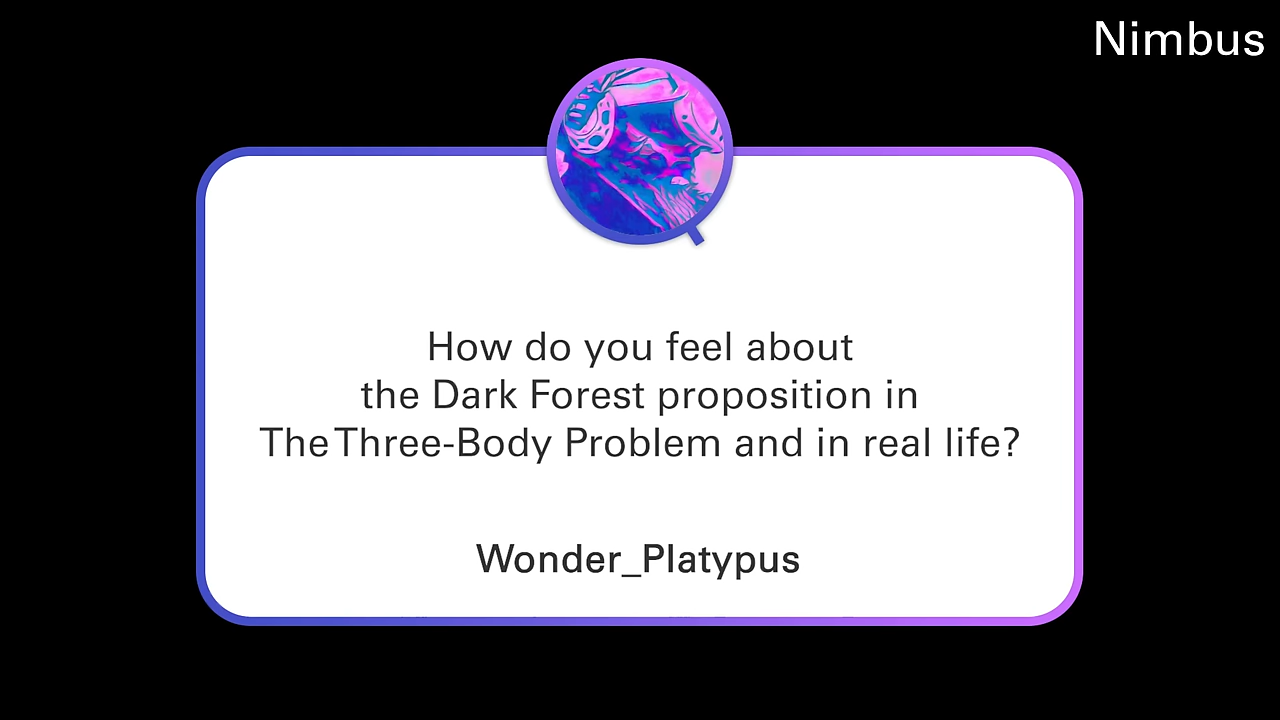 Nimbus
How do you feel about
the Dark Forest proposition in
The Three-Body Problem and in real life?
Wonder_Platypus